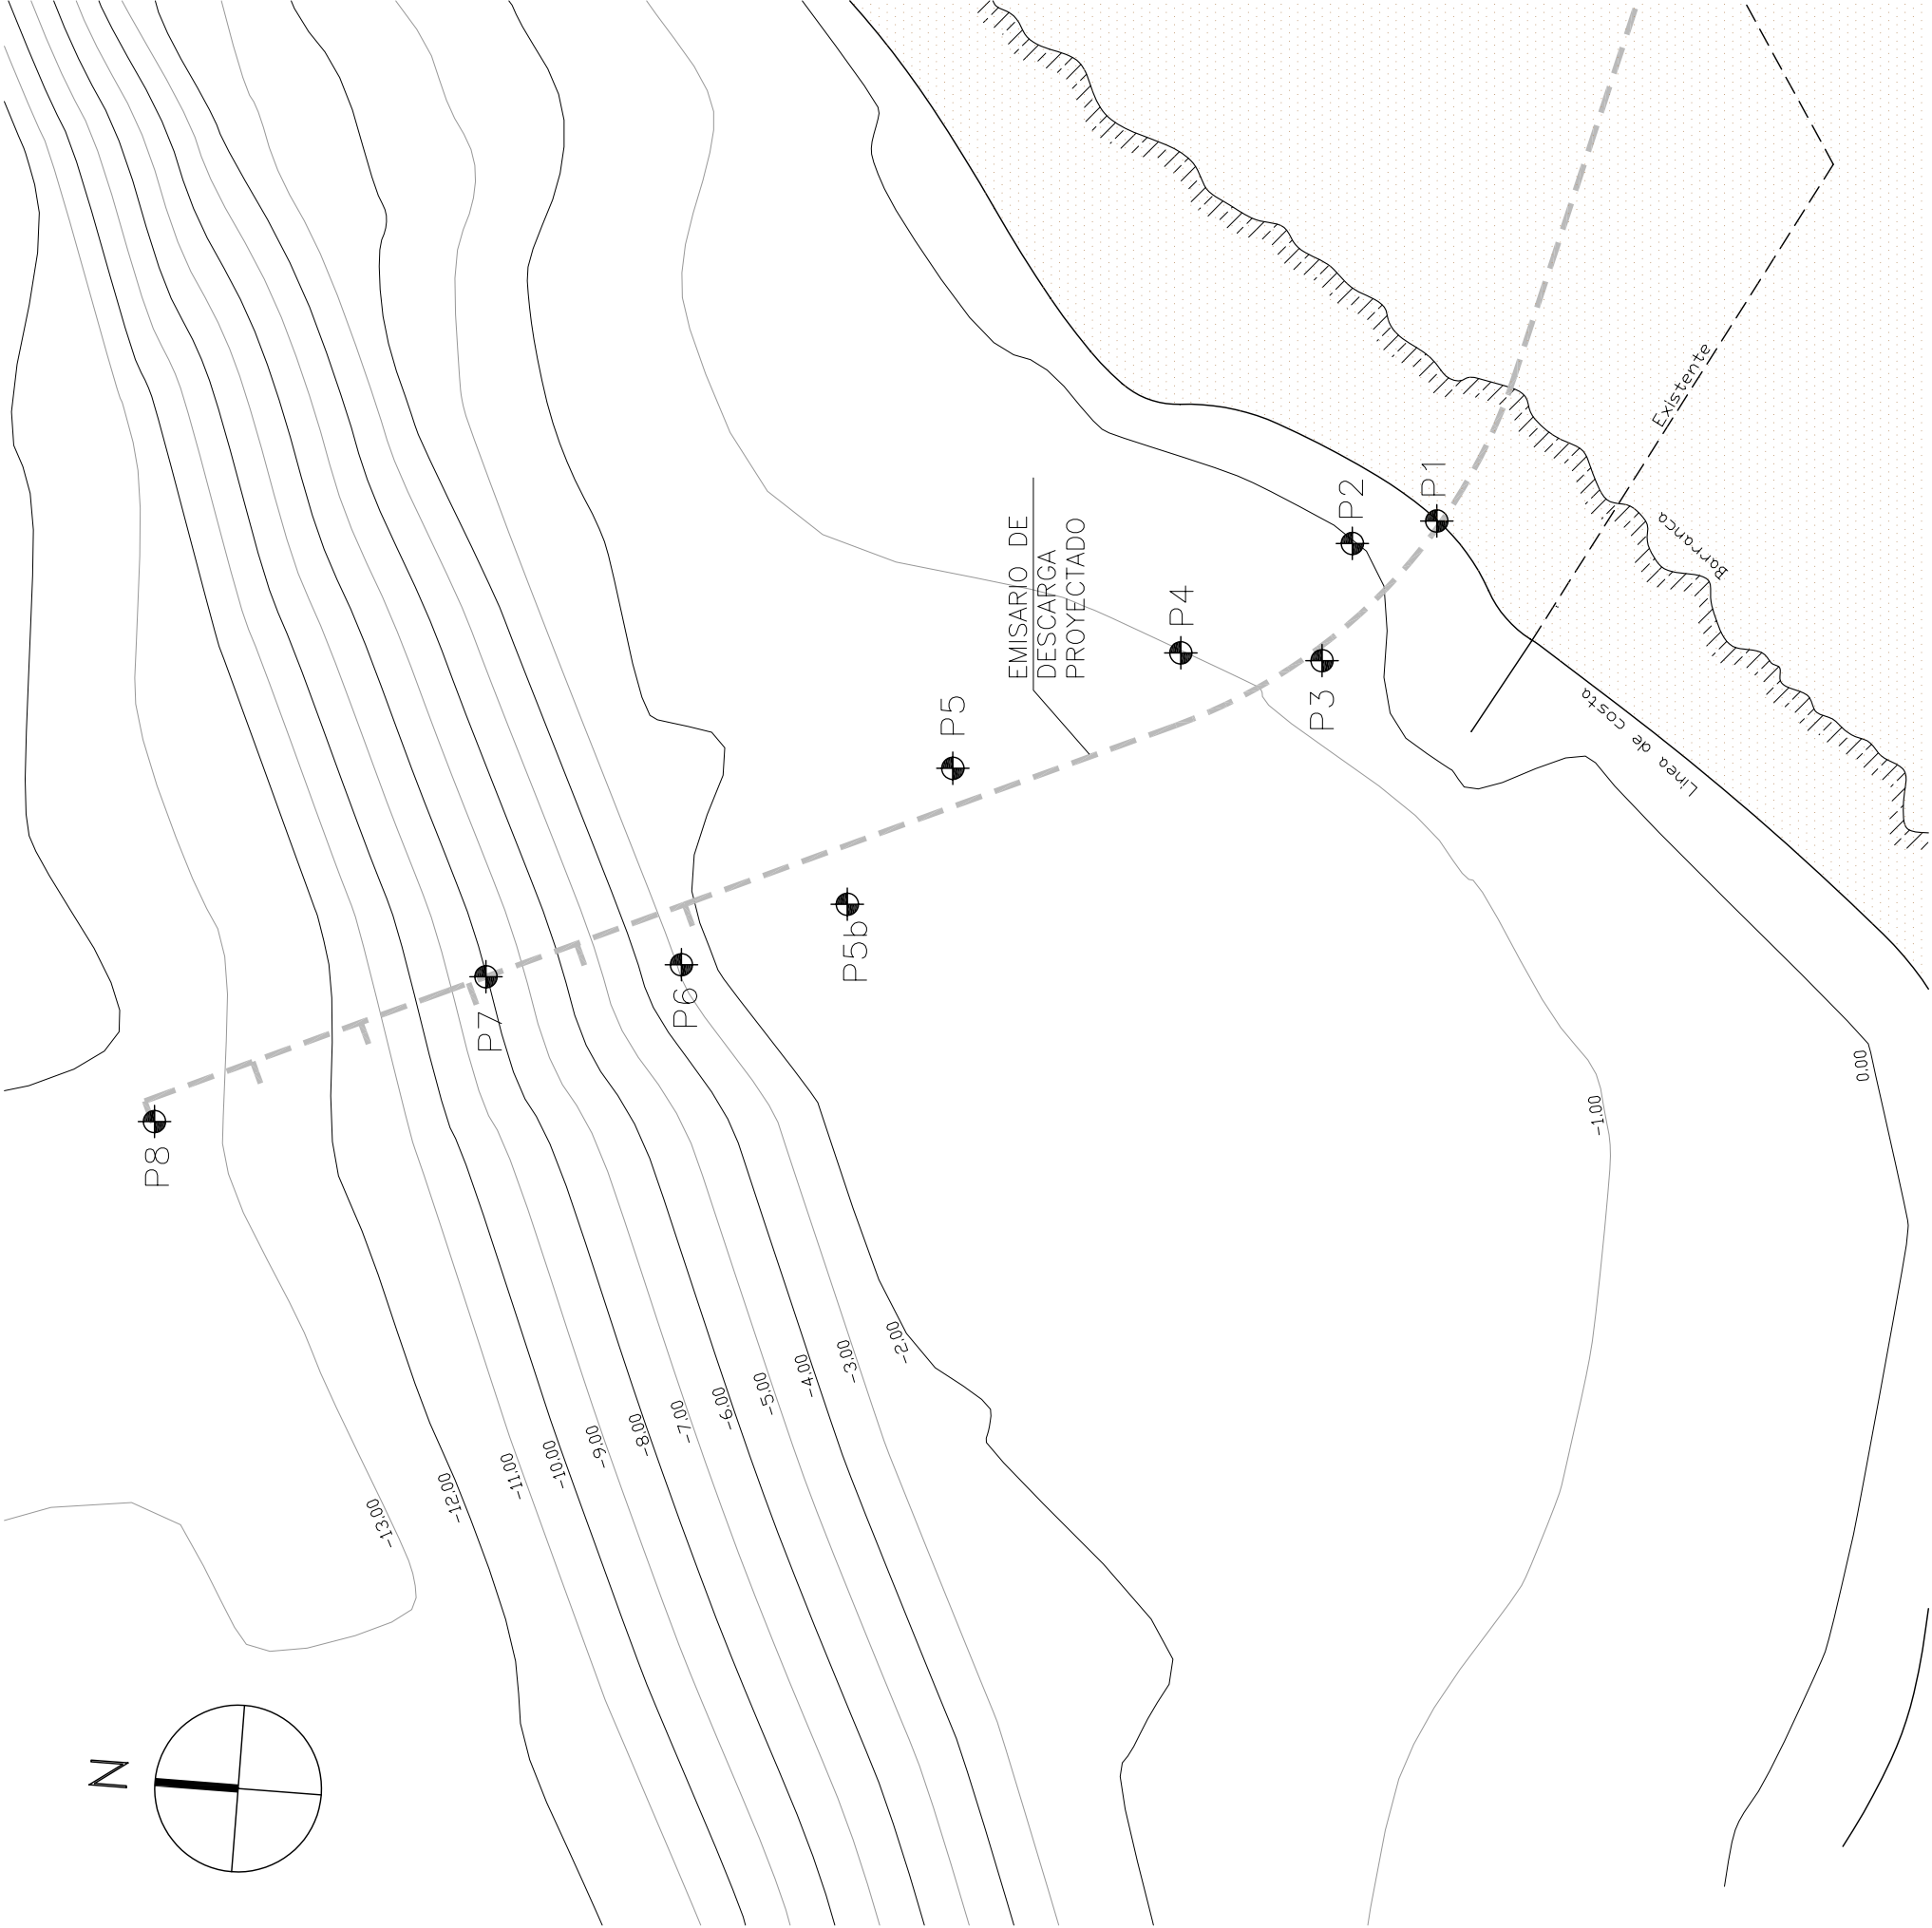 Existente
Barranca
P1
P2
EMISARIO DE
DESCARGA
PROYECTADO
P4
P3
Línea de costa
P5
P5b
P6
P7
P8
0.00
-1.00
-2.00
-3.00
-4.00
-5.00
-6.00
-7.00
-8.00
-9.00
-10.00
-11.00
-12.00
-13.00
N